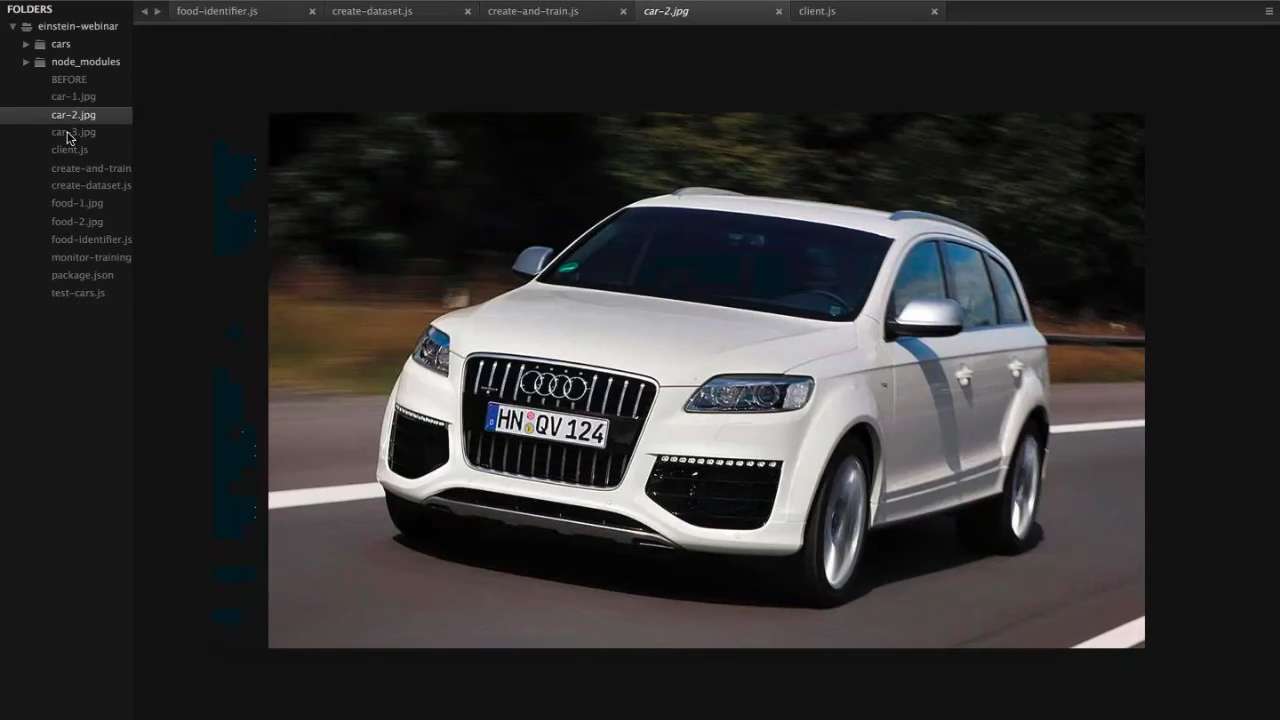 FOLDERS
einstein-webinar
cars
node_modules
BEFORE
car-1.jpg
car-2.jpg
car-3.jpg
client.js
create-and-train
create-dataset.js
food-1.jpg
food-2.jpg
food-identifier.js
monitor-training
package.json
test-cars.js
food-identifier.js
create-dataset.js
create-and-train.js
car-2.jpg
client.js
HN QV 124